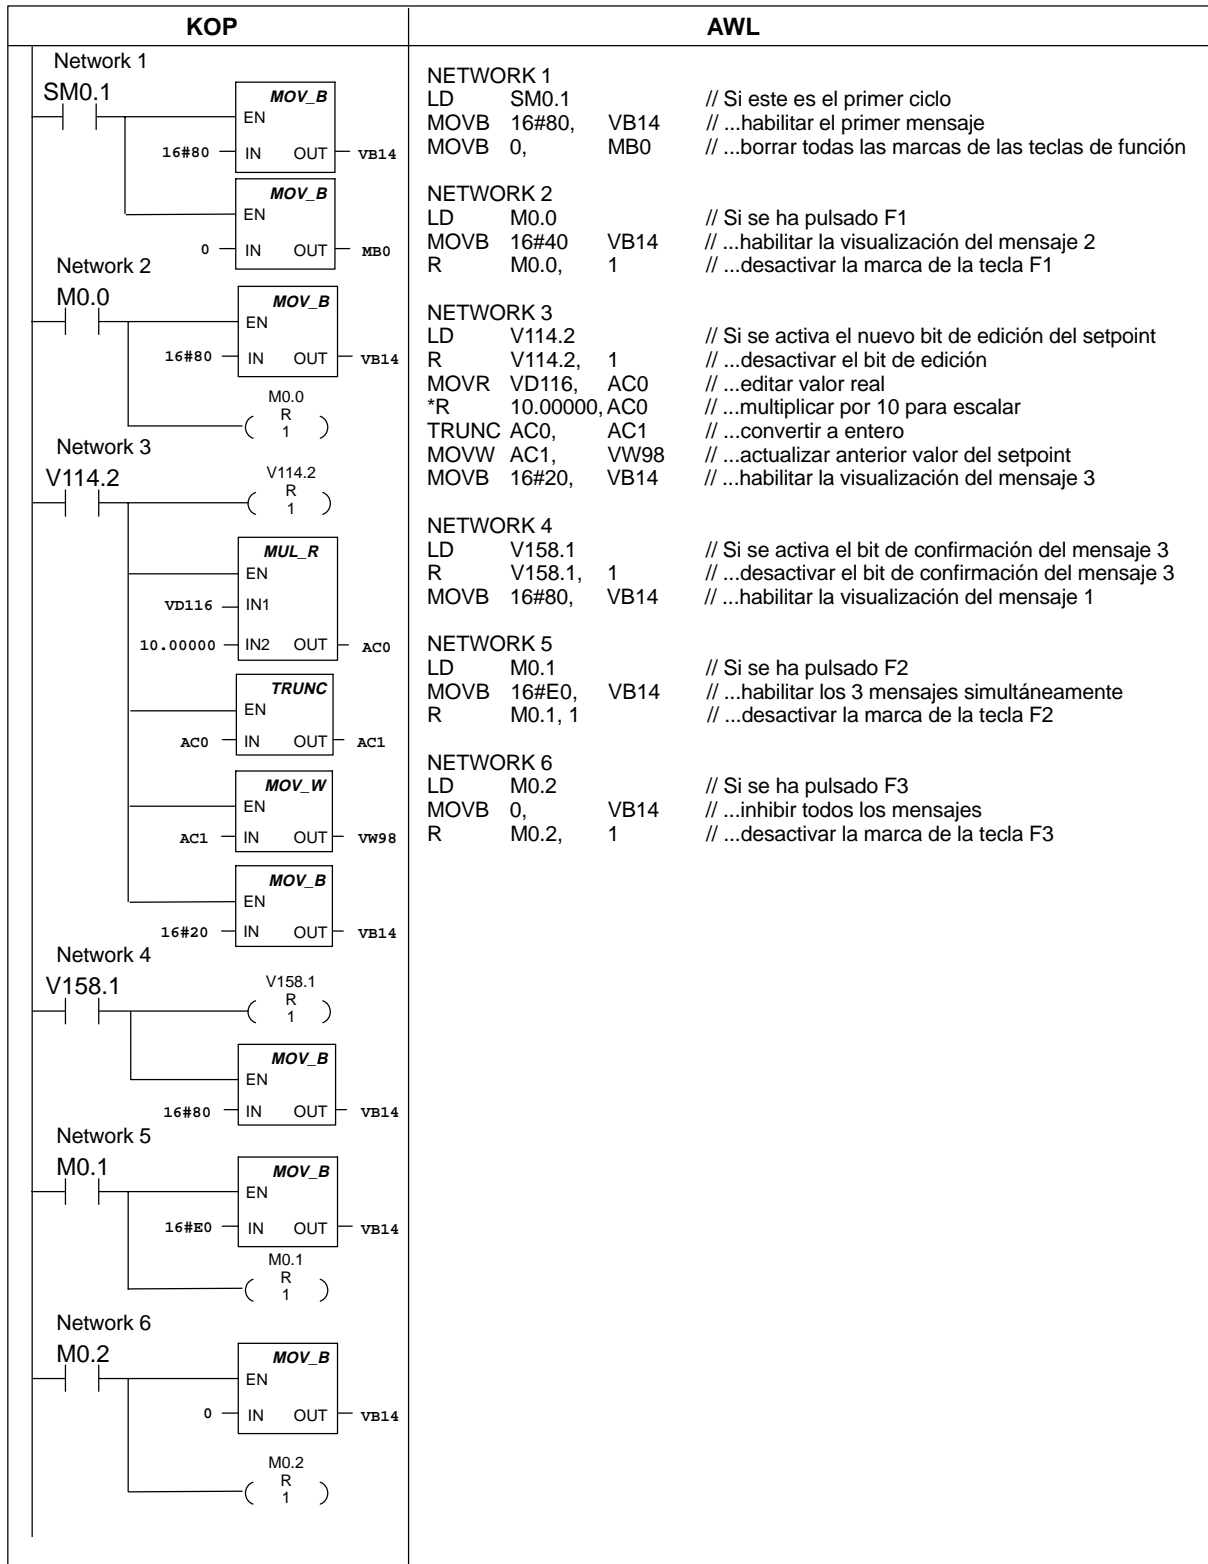 KOP
AWL
Network 1
SM0.1
MOV_B
EN
16#80 IN OUT VB14
MOV_B
EN
0 IN OUT MB0
Network 2
M0.0
MOV_B
EN
16#80 IN OUT VB14
M0.0
R
( 1 )
Network 3
V114.2
V114.2
R
( 1 )
MUL_R
EN
VD116 IN1
10.00000 IN2 OUT AC0
TRUNC
EN
AC0 IN OUT AC1
MOV_W
EN
AC1 IN OUT VW98
MOV_B
EN
16#20 IN OUT VB14
Network 4
V158.1
V158.1
R
( 1 )
MOV_B
EN
16#80 IN OUT VB14
Network 5
M0.1
MOV_B
EN
16#E0 IN OUT VB14
M0.1
R
( 1 )
Network 6
M0.2
MOV_B
EN
0 IN OUT VB14
M0.2
R
( 1 )
NETWORK 1
LD SM0.1 // Si este es el primer ciclo
MOVB 16#80, VB14 // ...habilitar el primer mensaje
MOVB 0, MB0 // ...borrar todas las marcas de las teclas de función
NETWORK 2
LD M0.0 // Si se ha pulsado F1
MOVB 16#40 VB14 // ...habilitar la visualización del mensaje 2
R M0.0, 1 // ...desactivar la marca de la tecla F1
NETWORK 3
LD V114.2 // Si se activa el nuevo bit de edición del setpoint
R V114.2, 1 // ...desactivar el bit de edición
MOVR VD116, AC0 // ...editar valor real
*R 10.00000, AC0 // ...multiplicar por 10 para escalar
TRUNC AC0, AC1 // ...convertir a entero
MOVW AC1, VW98 // ...actualizar anterior valor del setpoint
MOVB 16#20, VB14 // ...habilitar la visualización del mensaje 3
NETWORK 4
LD V158.1 // Si se activa el bit de confirmación del mensaje 3
R V158.1, 1 // ...desactivar el bit de confirmación del mensaje 3
MOVB 16#80, VB14 // ...habilitar la visualización del mensaje 1
NETWORK 5
LD M0.1 // Si se ha pulsado F2
MOVB 16#E0, VB14 // ...habilitar los 3 mensajes simultáneamente
R M0.1, 1 // ...desactivar la marca de la tecla F2
NETWORK 6
LD M0.2 // Si se ha pulsado F3
MOVB 0, VB14 // ...inhibir todos los mensajes
R M0.2, 1 // ...desactivar la marca de la tecla F3